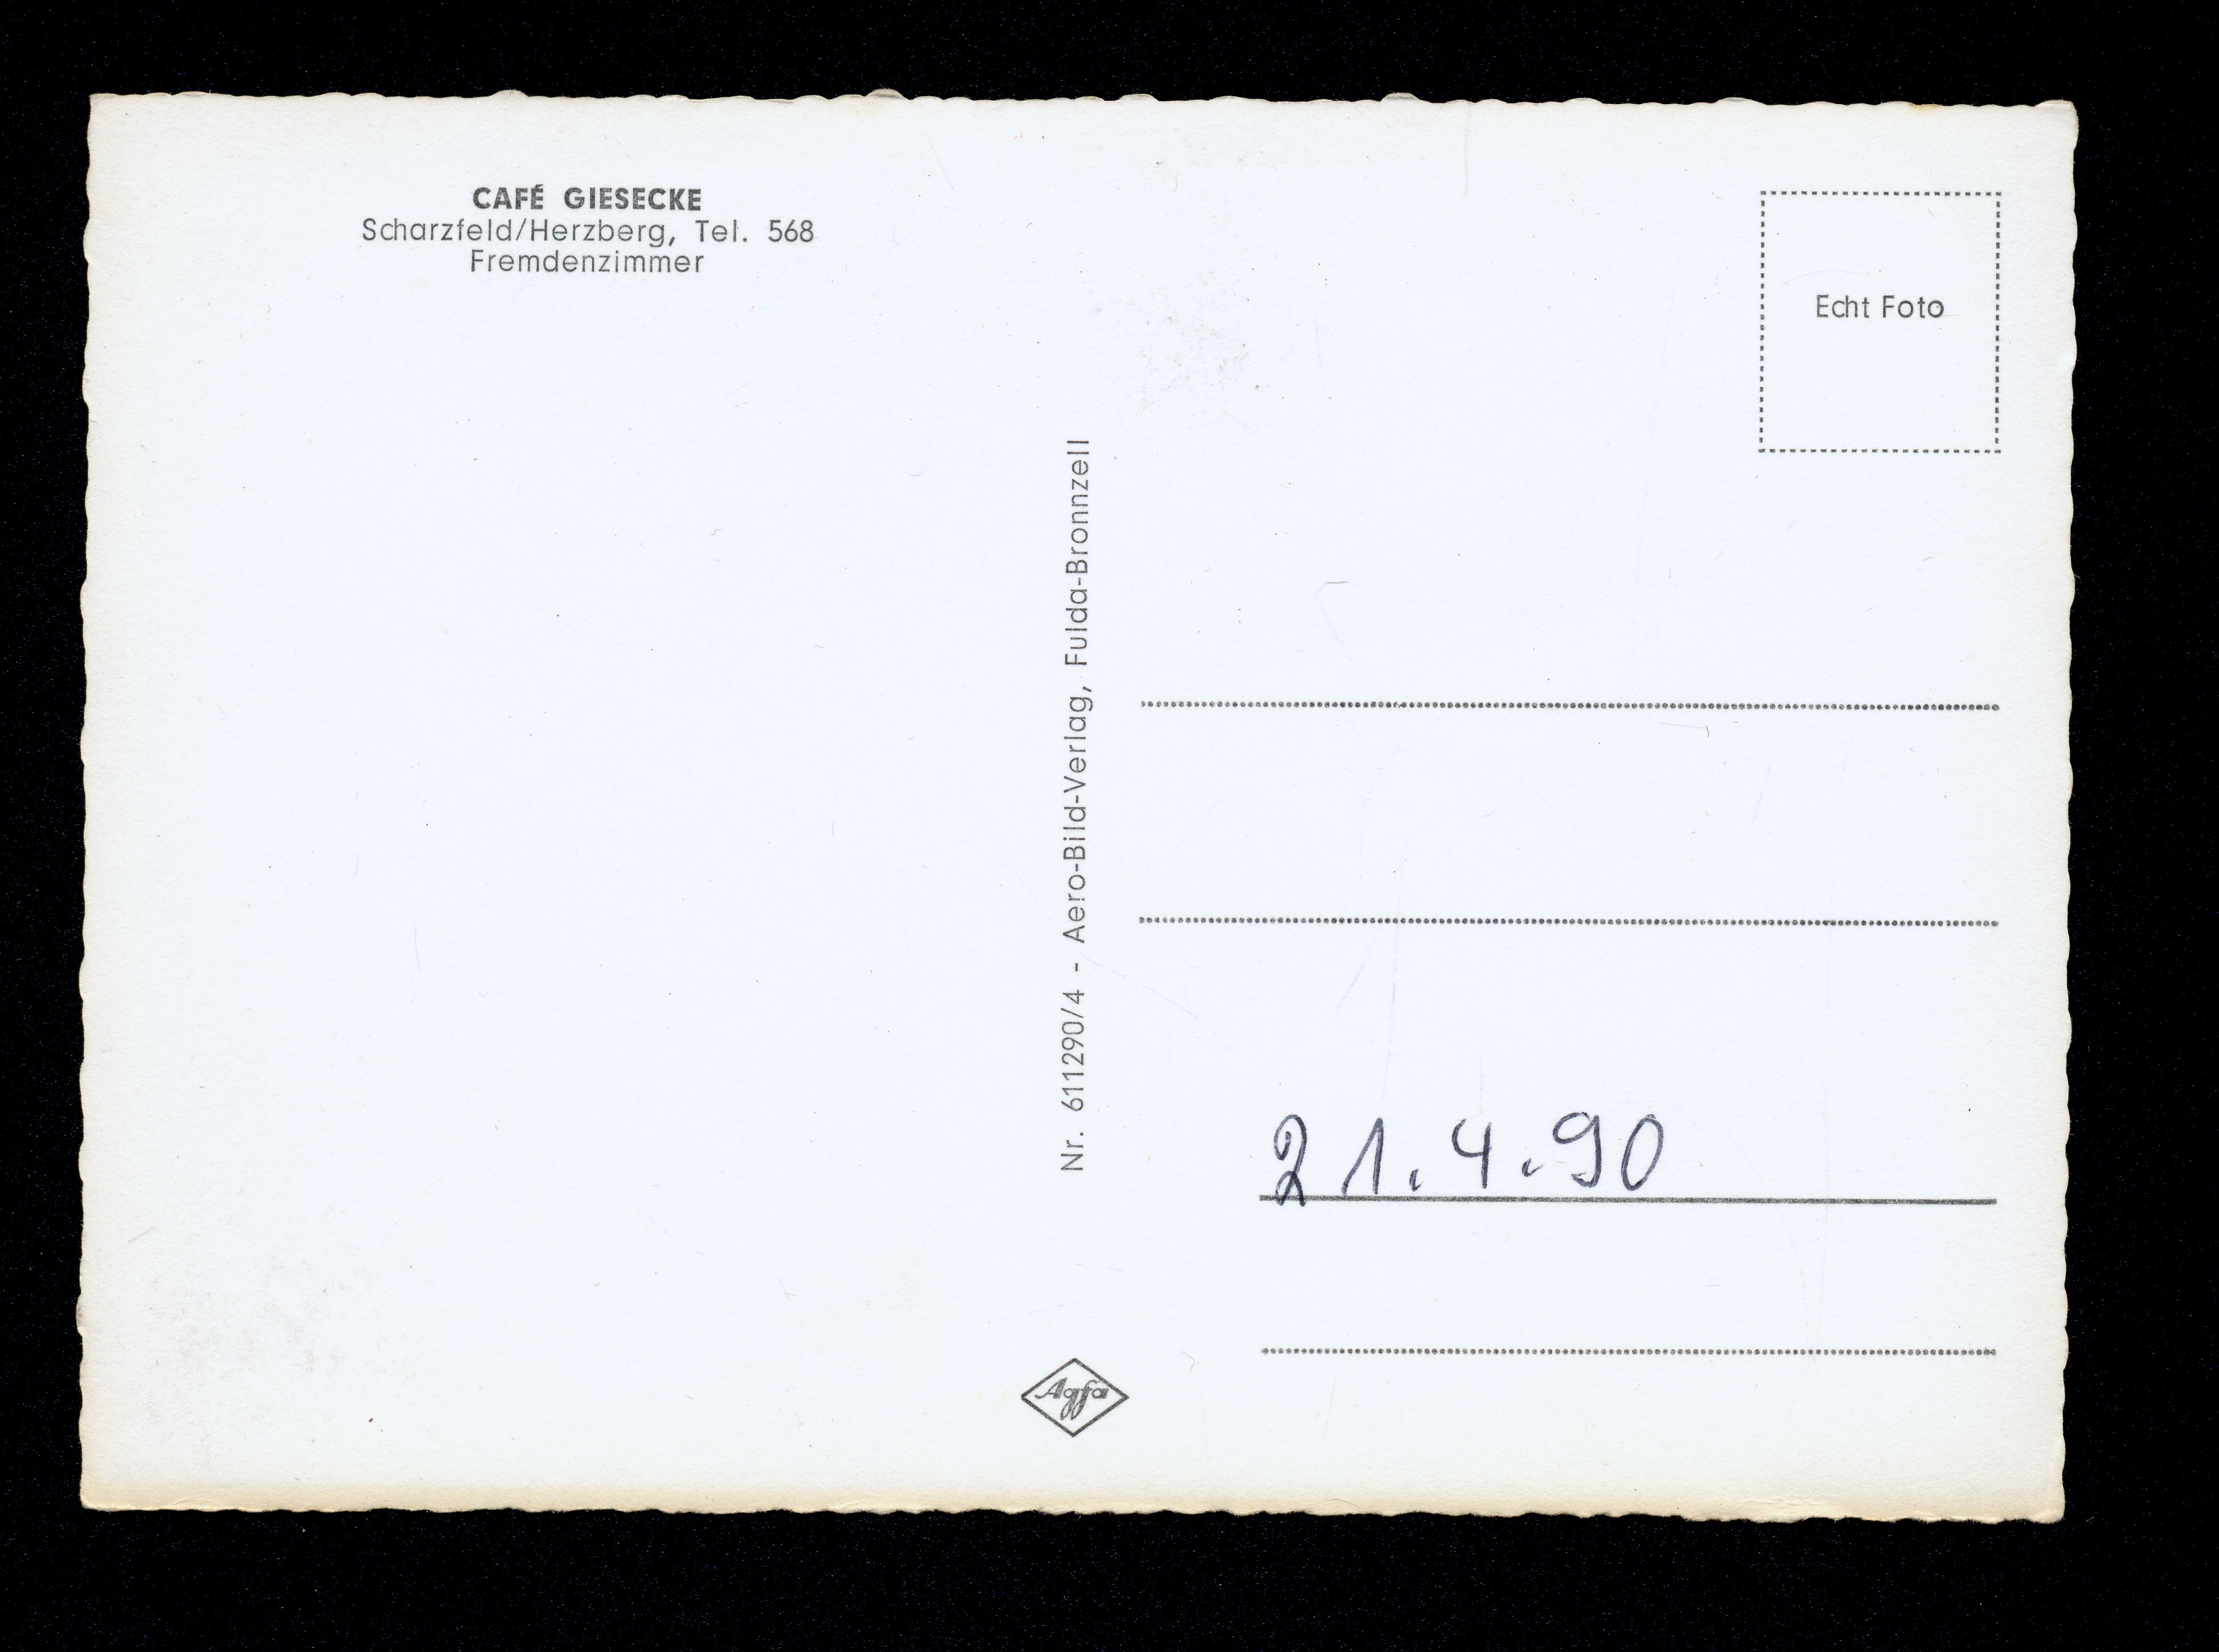 CAFÉ GIESECKE
Scharzfeld/Herzberg, Tel. 568
Fremdenzimmer
Nr. 611290/4 - Aero-Bild-Verlag, Fulda-Bronnzell
Echt Foto
21.4.90
Agfa